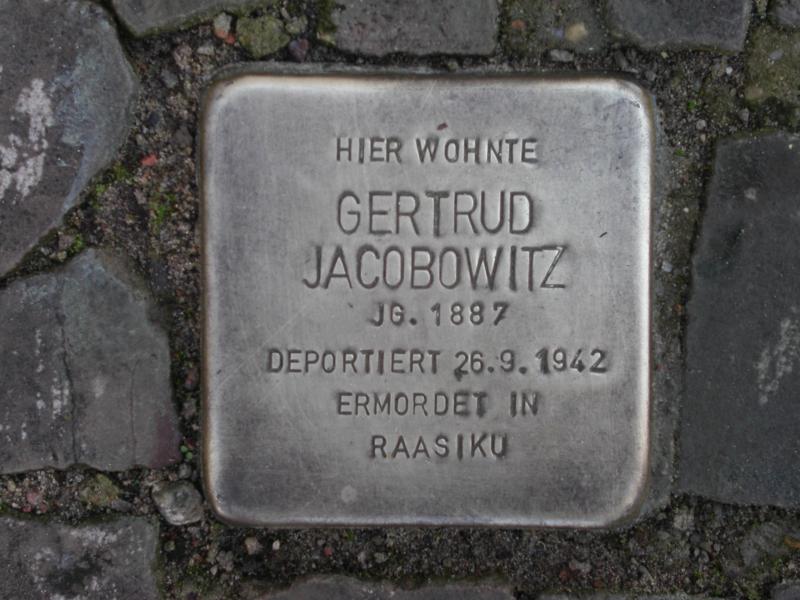 HIER WOHNTE
GERTRUD
JACOBOWITZ
JG. 1887
DEPORTIERT 26.9.1942
ERMORDET IN
RAASIKU